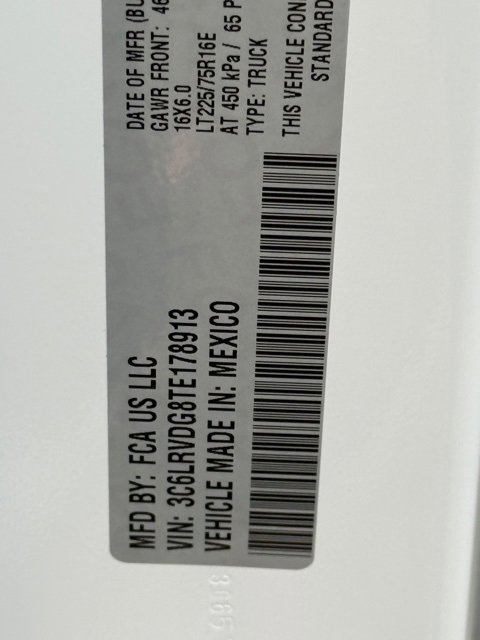 MFD BY: FCA US LLC
DATE OF MFR
GAWR FRONT:
VIN: 3C6LRVDG8TE178913
16X6.0
VEHICLE MADE IN: MEXICO
LT225/75R16E
AT 450 kPa / 65 P
TYPE: TRUCK
THIS VEHICLE
STANDARD